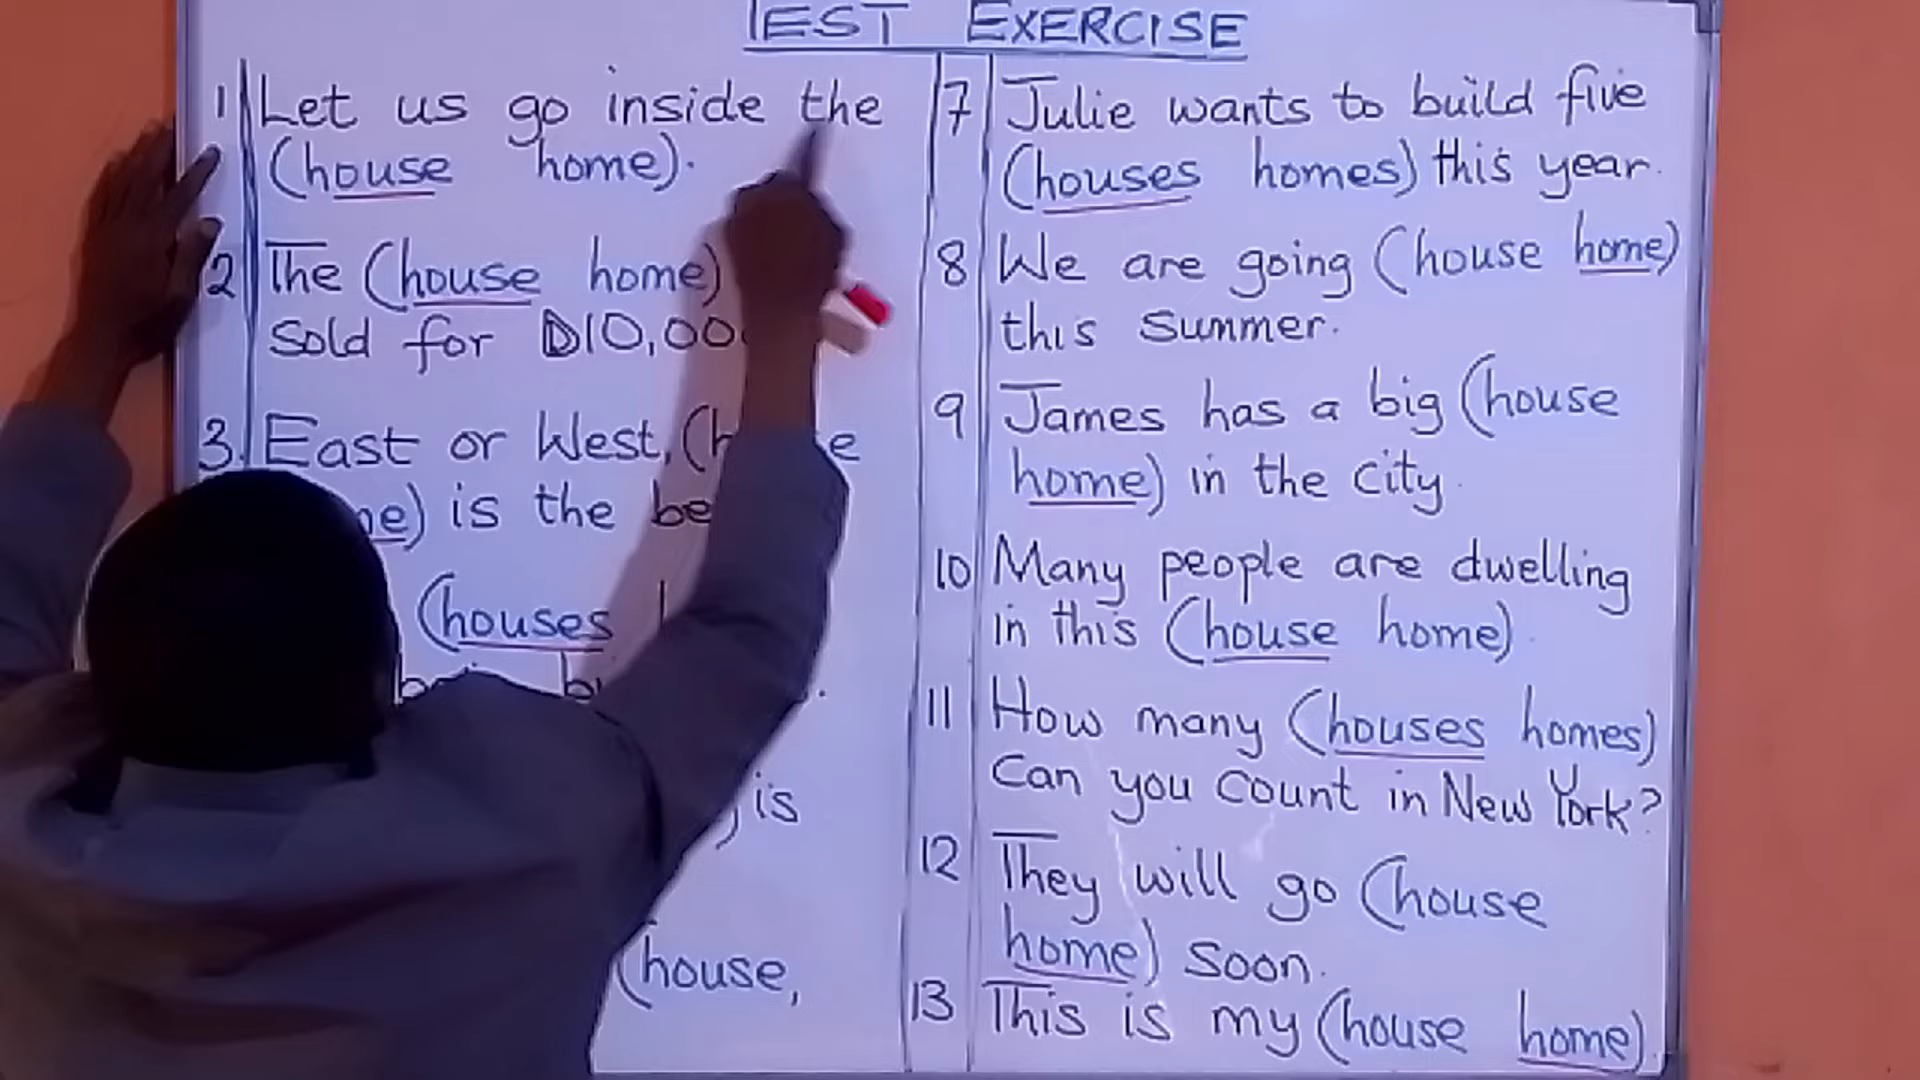 TEST EXERCISE
1 Let us go inside the
(house home).
2 The (house home)
sold for D10,00
3. East or West, (
) is the
(houses
is
(house,
7 Julie wants to build five
(houses homes) this year.
8 We are going (house home)
this summer.
9 James has a big (house
home) in the city.
10 Many people are dwelling
in this (house home).
11 How many (houses homes)
can you count in New York?
12 They will go (house
home) soon.
13 This is my (house home).